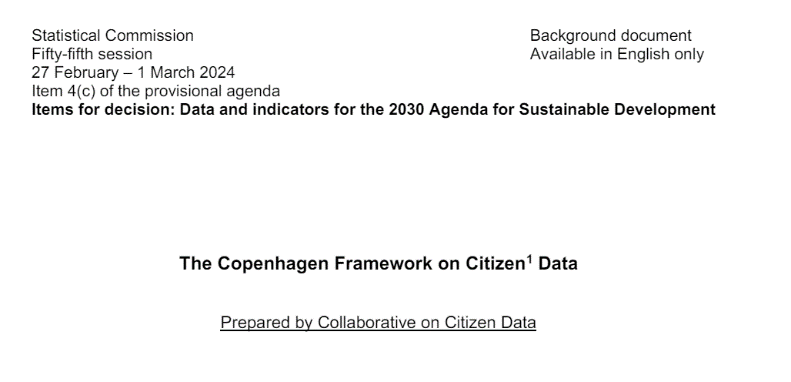 Statistical Commission
Background document
Fifty-fifth session
Available in English only
27 February – 1 March 2024
Item 4(c) of the provisional agenda
Items for decision: Data and indicators for the 2030 Agenda for Sustainable Development
The Copenhagen Framework on Citizen¹ Data
Prepared by Collaborative on Citizen Data